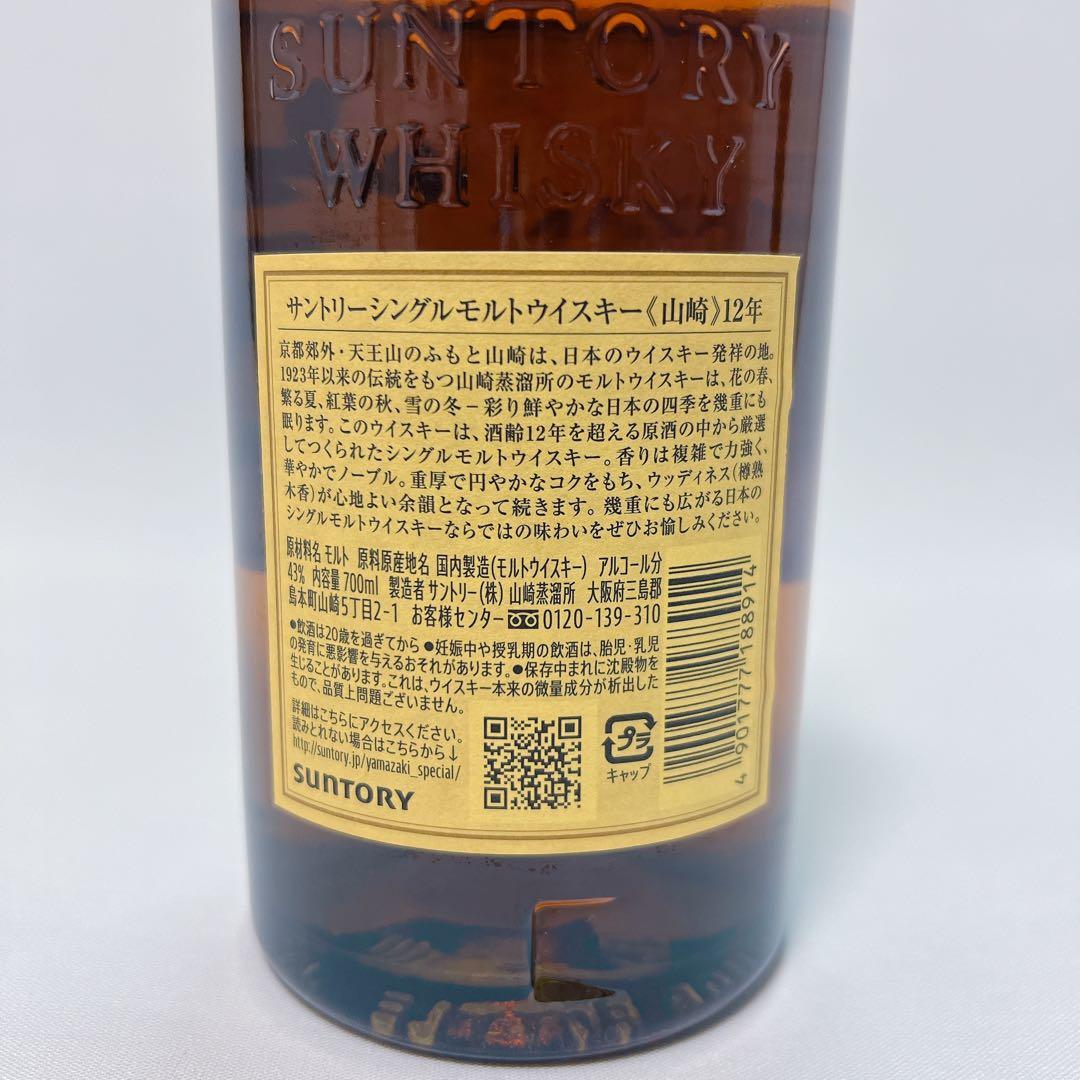 SUNTORY
WHISKY
サントリーシングルモルトウイスキー《山崎》12年
京都郊外・天王山のふもと山崎は、日本のウイスキー発祥の地。
1923年以来の伝統をもつ山崎蒸溜所のモルトウイスキーは、花の春、
繁る夏、紅葉の秋、雪の冬－彩り鮮やかな日本の四季を幾重にも
眠ります。このウイスキーは、酒齢12年を超える原酒の中から厳選
してつくられたシングルモルトウイスキー。香りは複雑で力強く、
華やかでノーブル。重厚で円やかなコクをもち、ウッディネス(樽熟
木香)が心地よい余韻となって続きます。幾重にも広がる日本の
シングルモルトウイスキーならではの味わいをぜひお愉しみください。
原材料名 モルト 原料原産地名 国内製造(モルトウイスキー) アルコール分
43% 内容量700ml 製造者 サントリー(株) 山崎蒸溜所 大阪府三島郡
島本町山崎5丁目2-1 お客様センター 0120-139-310
●飲酒は20歳を過ぎてから ●妊娠中や授乳期の飲酒は、胎児・乳児
の発育に悪影響を与えるおそれがあります。●保存中まれに沈殿物を
生じることがあります。これは、ウイスキー本来の微量成分が析出した
もので、品質上問題ございません。
詳細はこちらにアクセスください。
読みとれない場合はこちらから↓
http://suntory.jp/yamazaki_special/
SUNTORY
プラ
キャップ
4 901777 188914